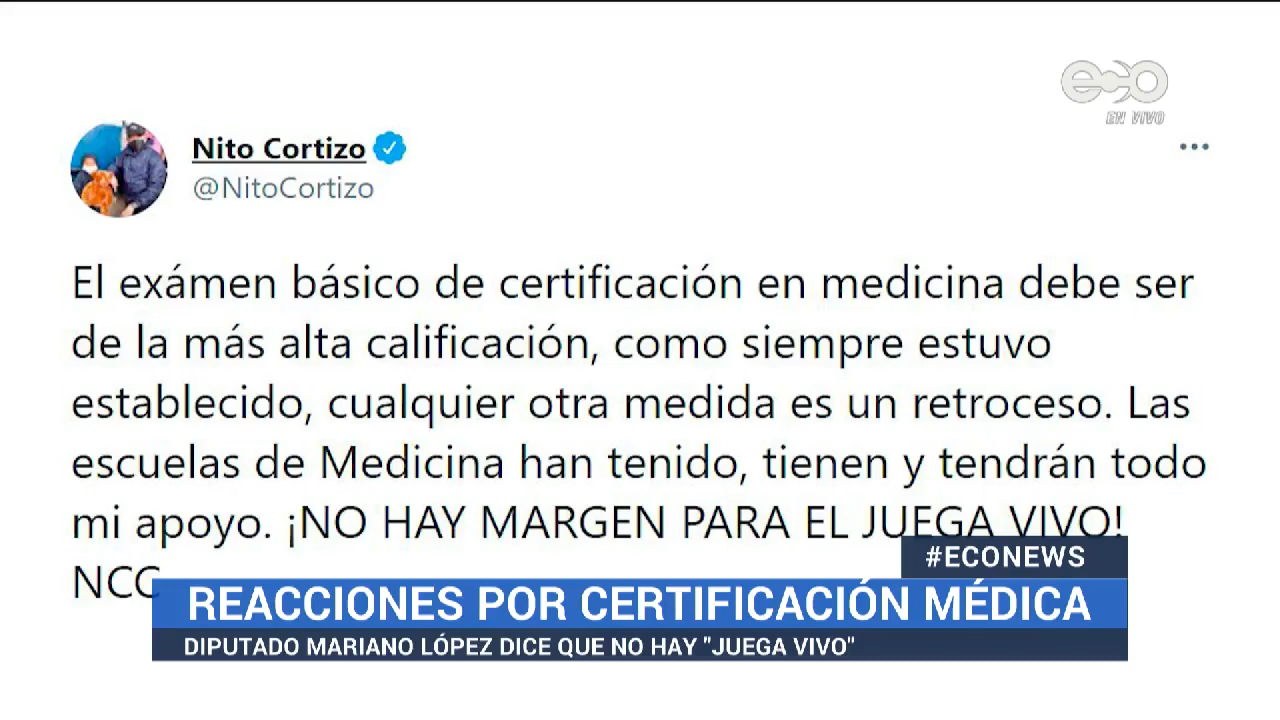 eco
EN VIVO
Nito Cortizo
@NitoCortizo
El exámen básico de certificación en medicina debe ser
de la más alta calificación, como siempre estuvo
establecido, cualquier otra medida es un retroceso. Las
escuelas de Medicina han tenido, tienen y tendrán todo
mi apoyo. ¡NO HAY MARGEN PARA EL JUEGA VIVO!
NCC
#ECONEWS
REACCIONES POR CERTIFICACIÓN MÉDICA
DIPUTADO MARIANO LÓPEZ DICE QUE NO HAY "JUEGA VIVO"